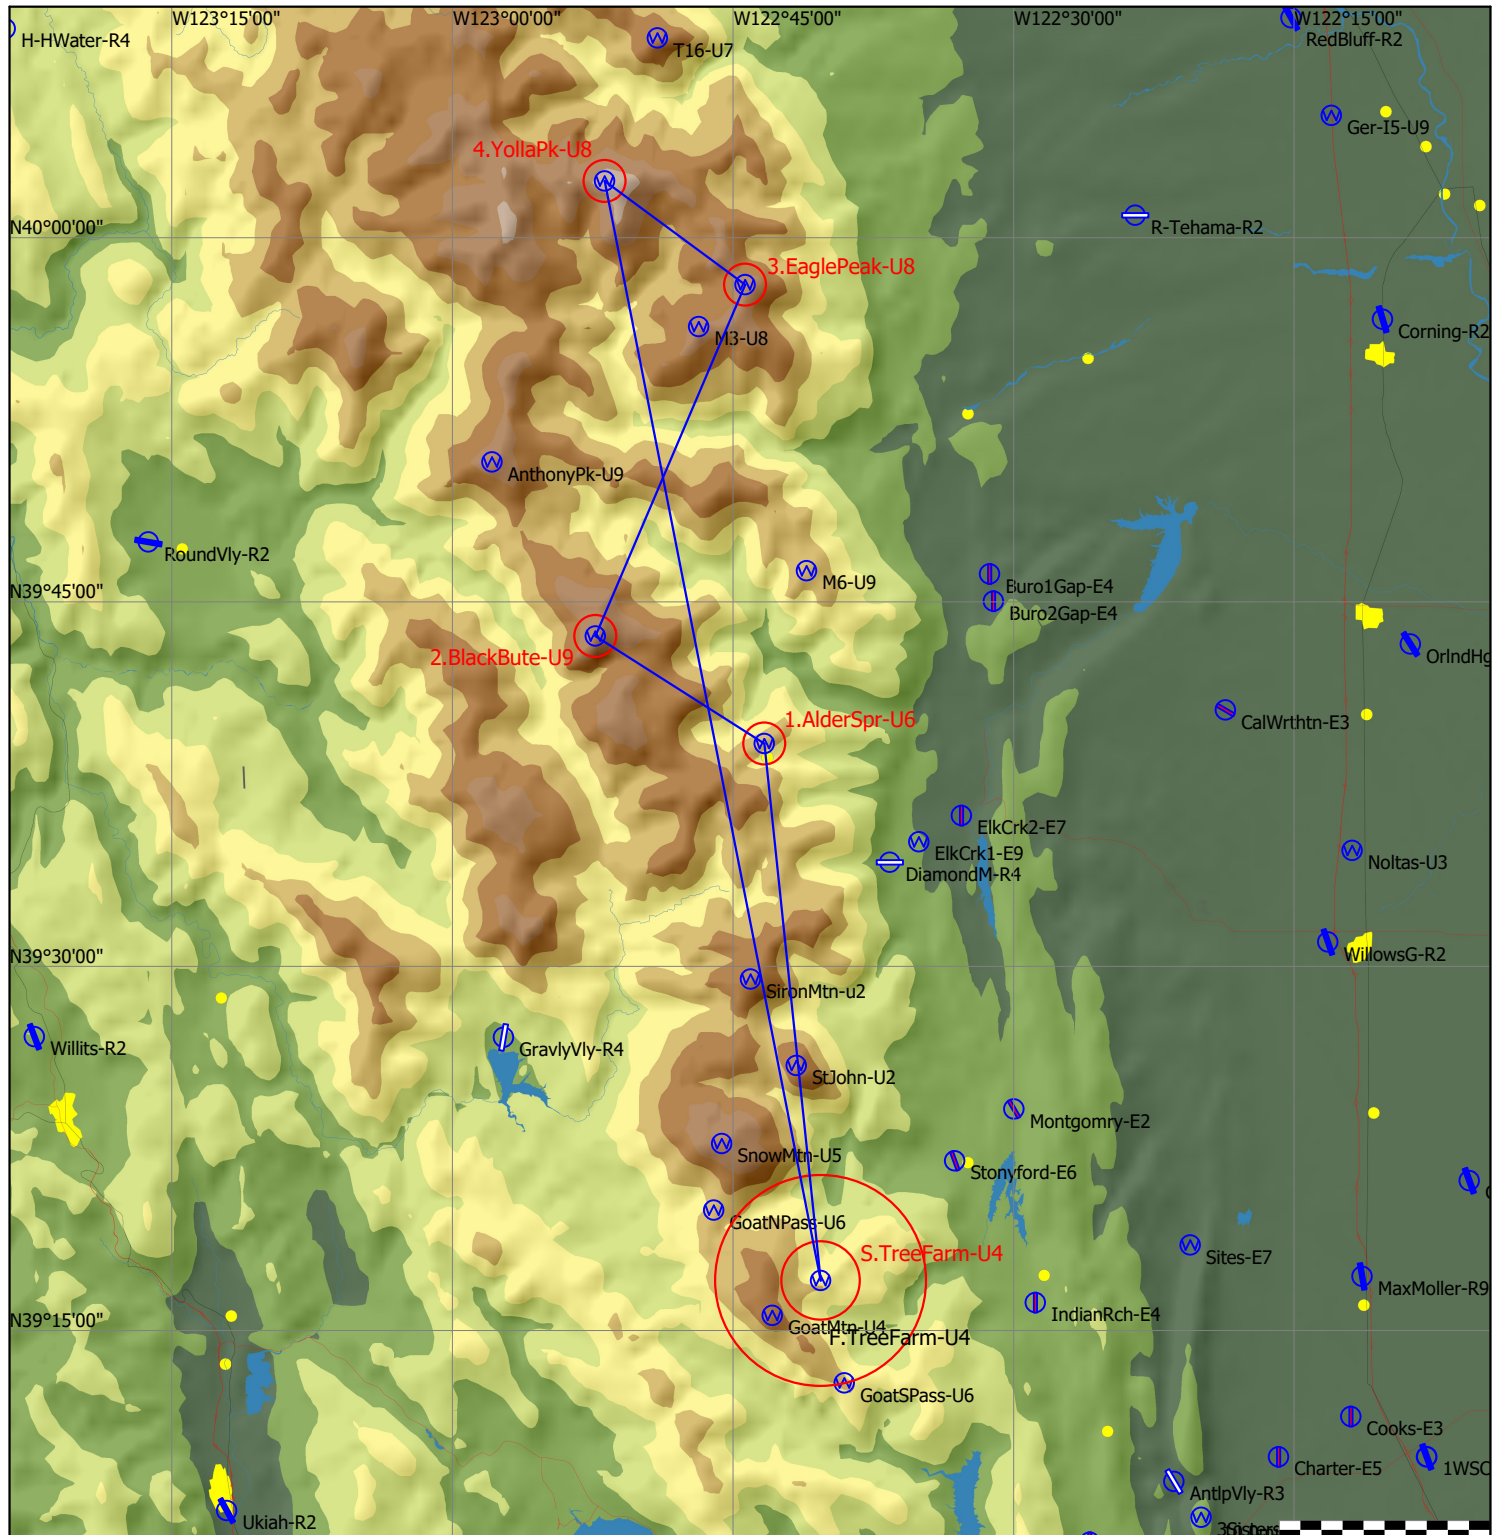 W123°15'00" W123°00'00" W122°45'00" W122°30'00" W122°15'00"
H-HWater-R4
T16-U7
RedBluff-R2
Ger-I5-U9
4.YollaPk-U8
R-Tehama-R2
N40°00'00"
3.EaglePeak-U8
M3-U8
Corning-R2
AnthonyPk-U9
RoundVly-R2
M6-U9
Buro1Gap-E4
N39°45'00"
Buro2Gap-E4
2.BlackBute-U9
OrlndHg
1.AlderSpr-U6
CalWrthtn-E3
ElkCrk2-E7
ElkCrk1-E9
DiamondM-R4
Noltas-U3
N39°30'00"
WillowsG-R2
SironMtn-u2
Willits-R2
GravlyVly-R4
StJohn-U2
Montgomry-E2
SnowMtn-U5
Stonyford-E6
GoatNPass-U6
S.TreeFarm-U4
Sites-E7
MaxMoller-R9
IndianRch-E4
N39°15'00"
GoatMtn-U4
F.TreeFarm-U4
GoatSPass-U6
Cooks-E3
Charter-E5
1WSC
AntlpVly-R3
Ukiah-R2